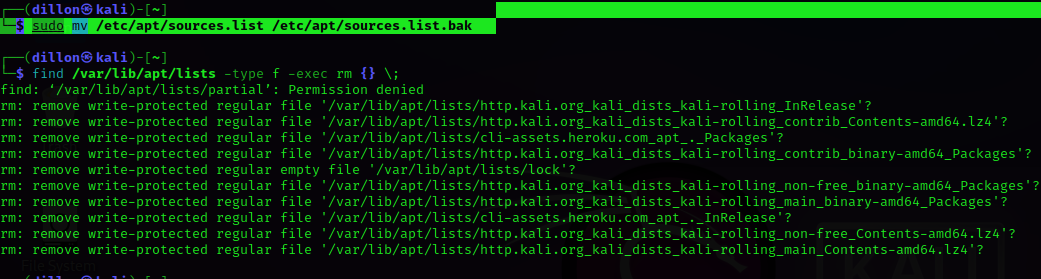 ┌──(dillon㉿kali)-[~]
└─$ sudo mv /etc/apt/sources.list /etc/apt/sources.list.bak
┌──(dillon㉿kali)-[~]
└─$ find /var/lib/apt/lists -type f -exec rm {} \;
find: ‘/var/lib/apt/lists/partial’: Permission denied
rm: remove write-protected regular file '/var/lib/apt/lists/http.kali.org_kali_dists_kali-rolling_InRelease'?
rm: remove write-protected regular file '/var/lib/apt/lists/http.kali.org_kali_dists_kali-rolling_contrib_Contents-amd64.lz4'?
rm: remove write-protected regular file '/var/lib/apt/lists/cli-assets.heroku.com_apt_._Packages'?
rm: remove write-protected regular file '/var/lib/apt/lists/http.kali.org_kali_dists_kali-rolling_contrib_binary-amd64_Packages'?
rm: remove write-protected regular empty file '/var/lib/apt/lists/lock'?
rm: remove write-protected regular file '/var/lib/apt/lists/http.kali.org_kali_dists_kali-rolling_non-free_binary-amd64_Packages'?
rm: remove write-protected regular file '/var/lib/apt/lists/http.kali.org_kali_dists_kali-rolling_main_binary-amd64_Packages'?
rm: remove write-protected regular file '/var/lib/apt/lists/cli-assets.heroku.com_apt_._InRelease'?
rm: remove write-protected regular file '/var/lib/apt/lists/http.kali.org_kali_dists_kali-rolling_non-free_Contents-amd64.lz4'?
rm: remove write-protected regular file '/var/lib/apt/lists/http.kali.org_kali_dists_kali-rolling_main_Contents-amd64.lz4'?
File System